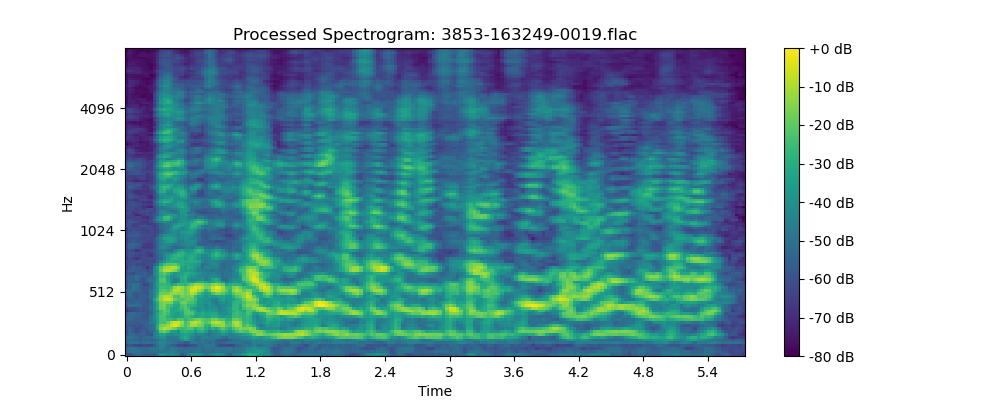 Processed Spectrogram: 3853-163249-0019.flac
Hz
4096
2048
1024
512
0
0 0.6 1.2 1.8 2.4 3 3.6 4.2 4.8 5.4
Time
+0 dB
-10 dB
-20 dB
-30 dB
-40 dB
-50 dB
-60 dB
-70 dB
-80 dB